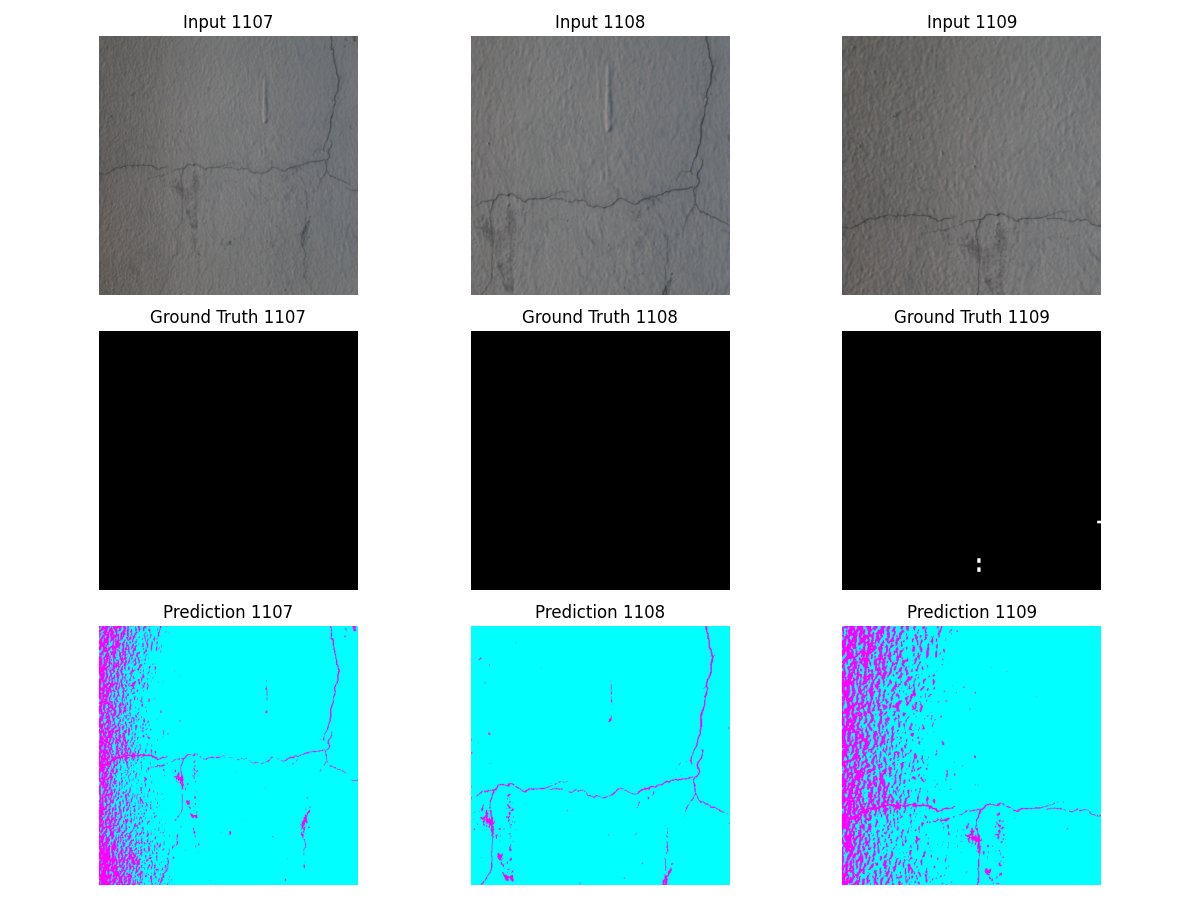 Input 1107
Input 1108
Input 1109
Ground Truth 1107
Ground Truth 1108
Ground Truth 1109
Prediction 1107
Prediction 1108
Prediction 1109